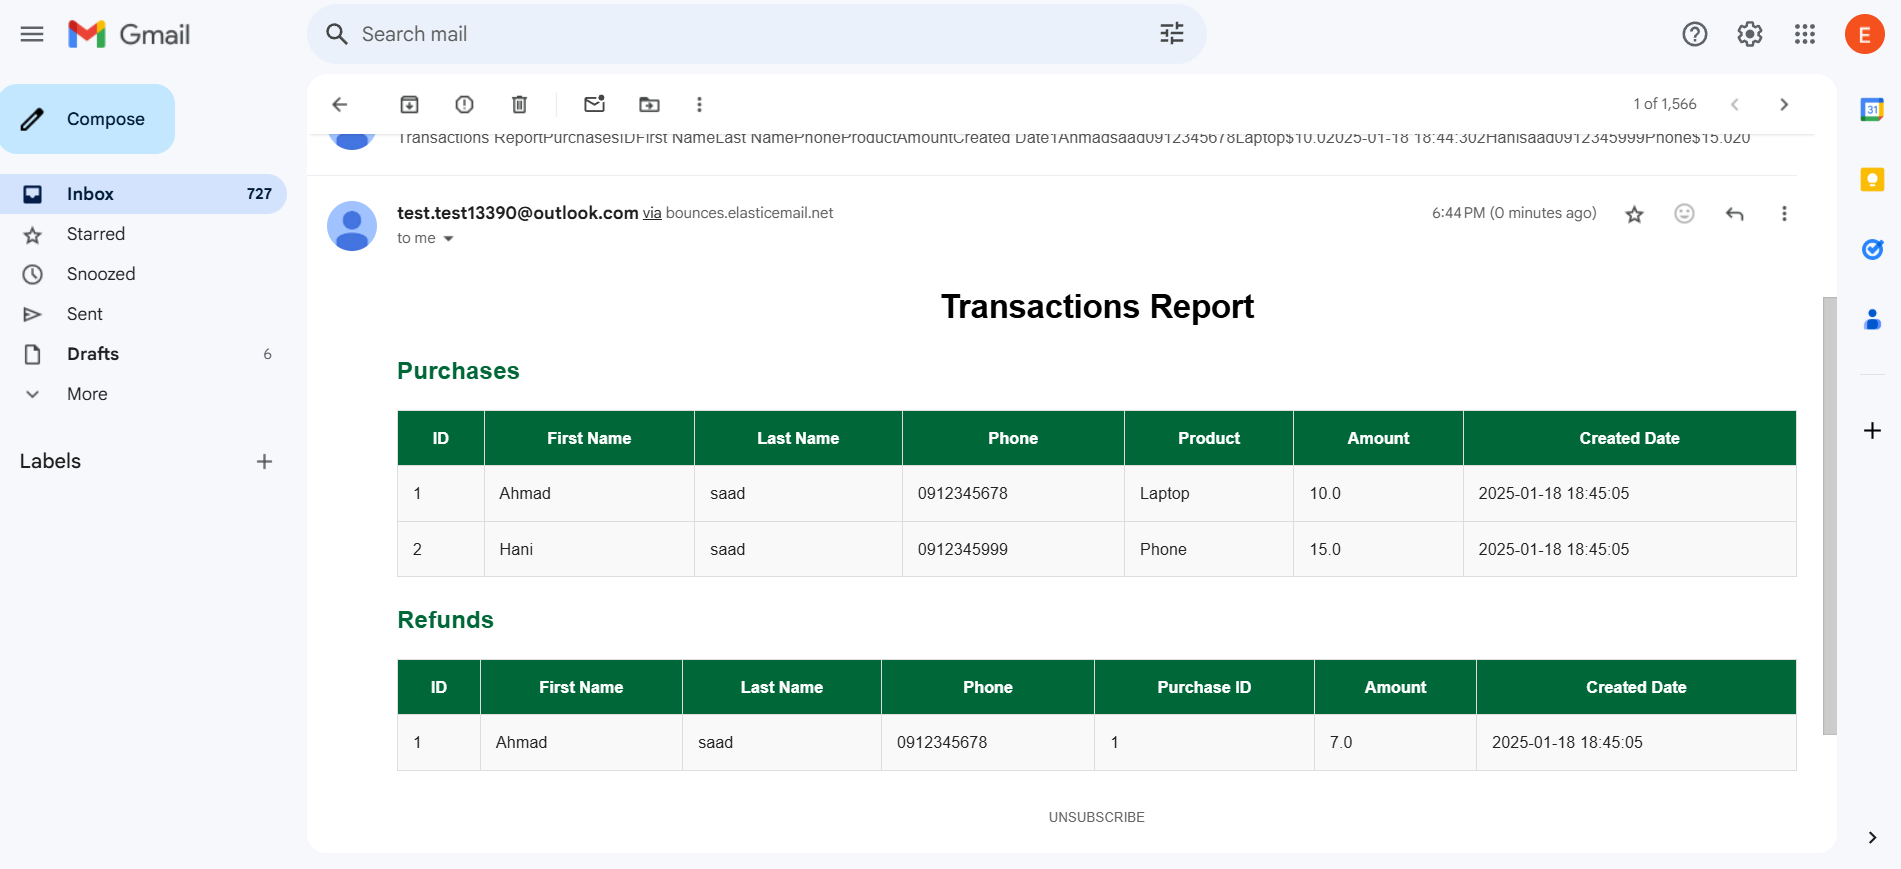 Gmail
Search mail
E
Compose
1 of 1,566
Transactions ReportPurchasesIDFirst NameLast NamePhoneProductAmountCreated Date1Ahmadsaad0912345678Laptop$10.02025-01-18 18:44:302Hanisaad0912345999Phone$15.020
31
Inbox 727
Starred
Snoozed
Sent
Drafts 6
More
Labels
test.test13390@outlook.com via bounces.elasticemail.net 6:44 PM (0 minutes ago)
to me
Transactions Report
Purchases
ID First Name Last Name Phone Product Amount Created Date
1 Ahmad saad 0912345678 Laptop 10.0 2025-01-18 18:45:05
2 Hani saad 0912345999 Phone 15.0 2025-01-18 18:45:05
Refunds
ID First Name Last Name Phone Purchase ID Amount Created Date
1 Ahmad saad 0912345678 1 7.0 2025-01-18 18:45:05
UNSUBSCRIBE